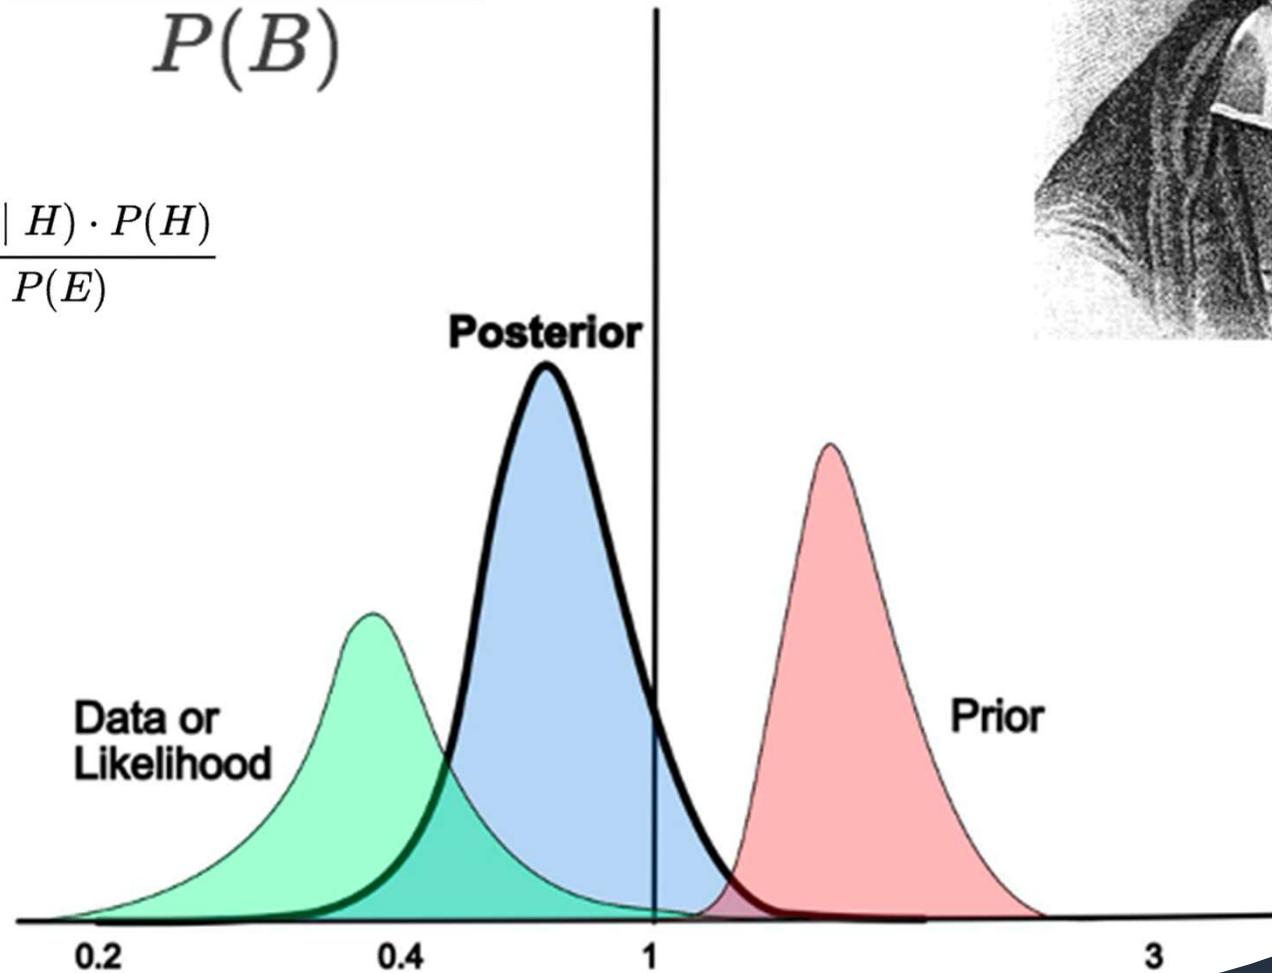 P(B)
| H) · P(H)
P(E)
Posterior
Data or
Likelihood
Prior
0.2 0.4 1 3